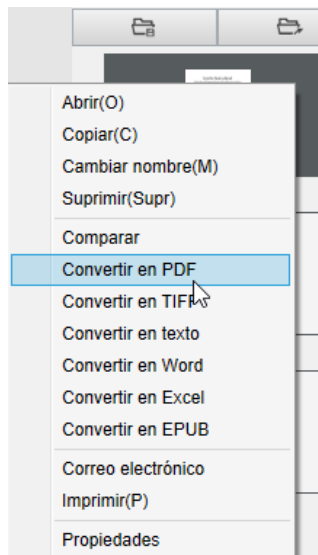 Abrir(O)
Copiar(C)
Cambiar nombre(M)
Suprimir(Supr)
Comparar
Convertir en PDF
Convertir en TIFF
Convertir en texto
Convertir en Word
Convertir en Excel
Convertir en EPUB
Correo electrónico
Imprimir(P)
Propiedades